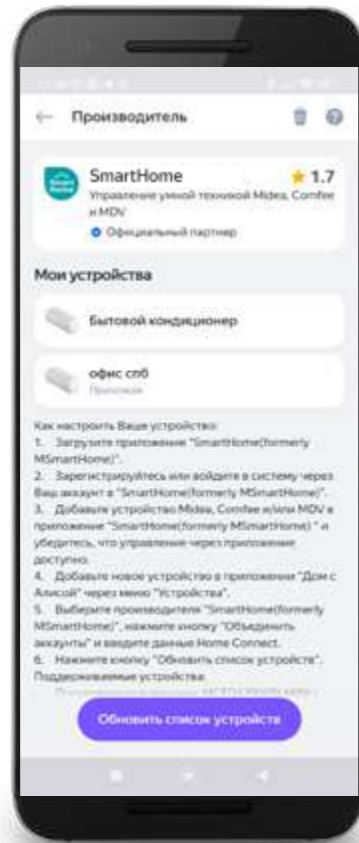 Производитель
Smart Home
SmartHome
1.7
Управление умной техникой Midea, Comfee
и MDV
Официальный партнер
Мои устройства
Бытовой кондиционер
офис спб
Прихожая
Как настроить Ваше устройство:
1. Загрузите приложение "SmartHome(formerly
MSmartHome)".
2. Зарегистрируйтесь или войдите в систему через
Ваш аккаунт в "SmartHome(formerly MSmartHome)".
3. Добавьте устройство Midea, Comfee и/или MDV в
приложение "SmartHome(formerly MSmartHome) " и
убедитесь, что управление через приложение
доступно.
4. Добавьте новое устройство в приложении "Дом с
Алисой" через меню "Устройства".
5. Выберите производителя "SmartHome(formerly
MSmartHome)", нажмите кнопку "Объединить
аккаунты" и введите данные Home Connect.
6. Нажмите кнопку "Обновить список устройств".
Поддерживаемые устройства:
Обновить список устройств